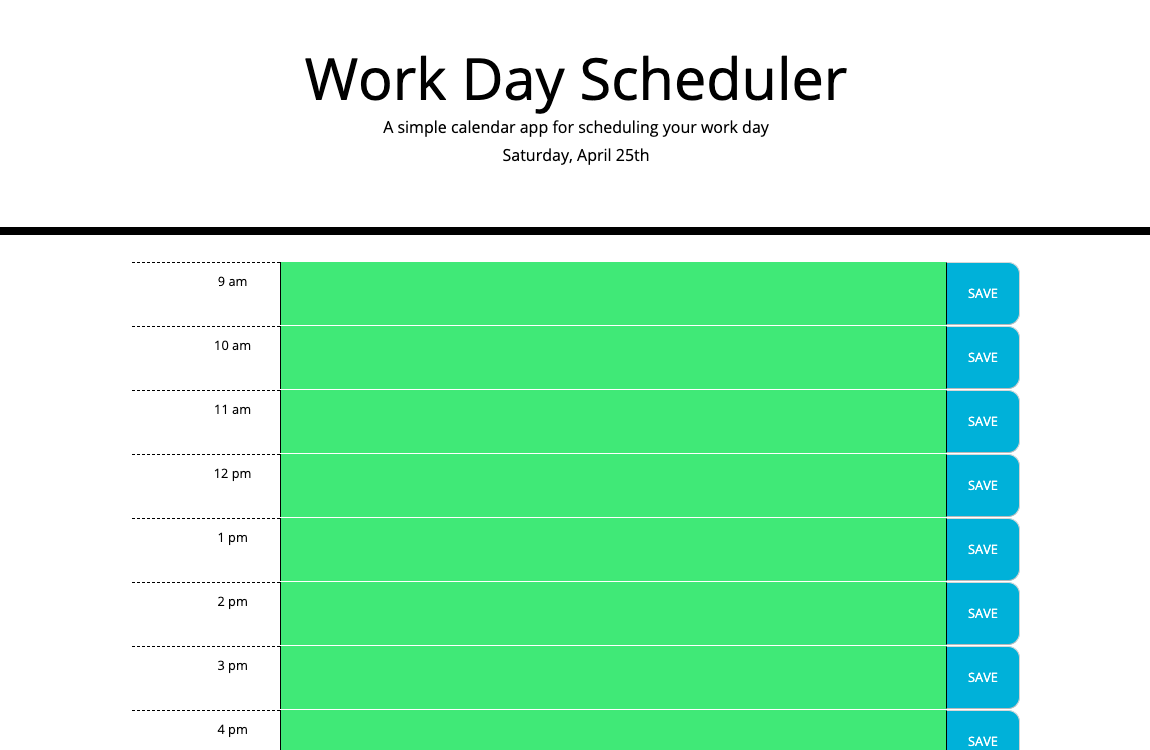 Work Day Scheduler
A simple calendar app for scheduling your work day
Saturday, April 25th
9 am SAVE
10 am SAVE
11 am SAVE
12 pm SAVE
1 pm SAVE
2 pm SAVE
3 pm SAVE
4 pm SAVE